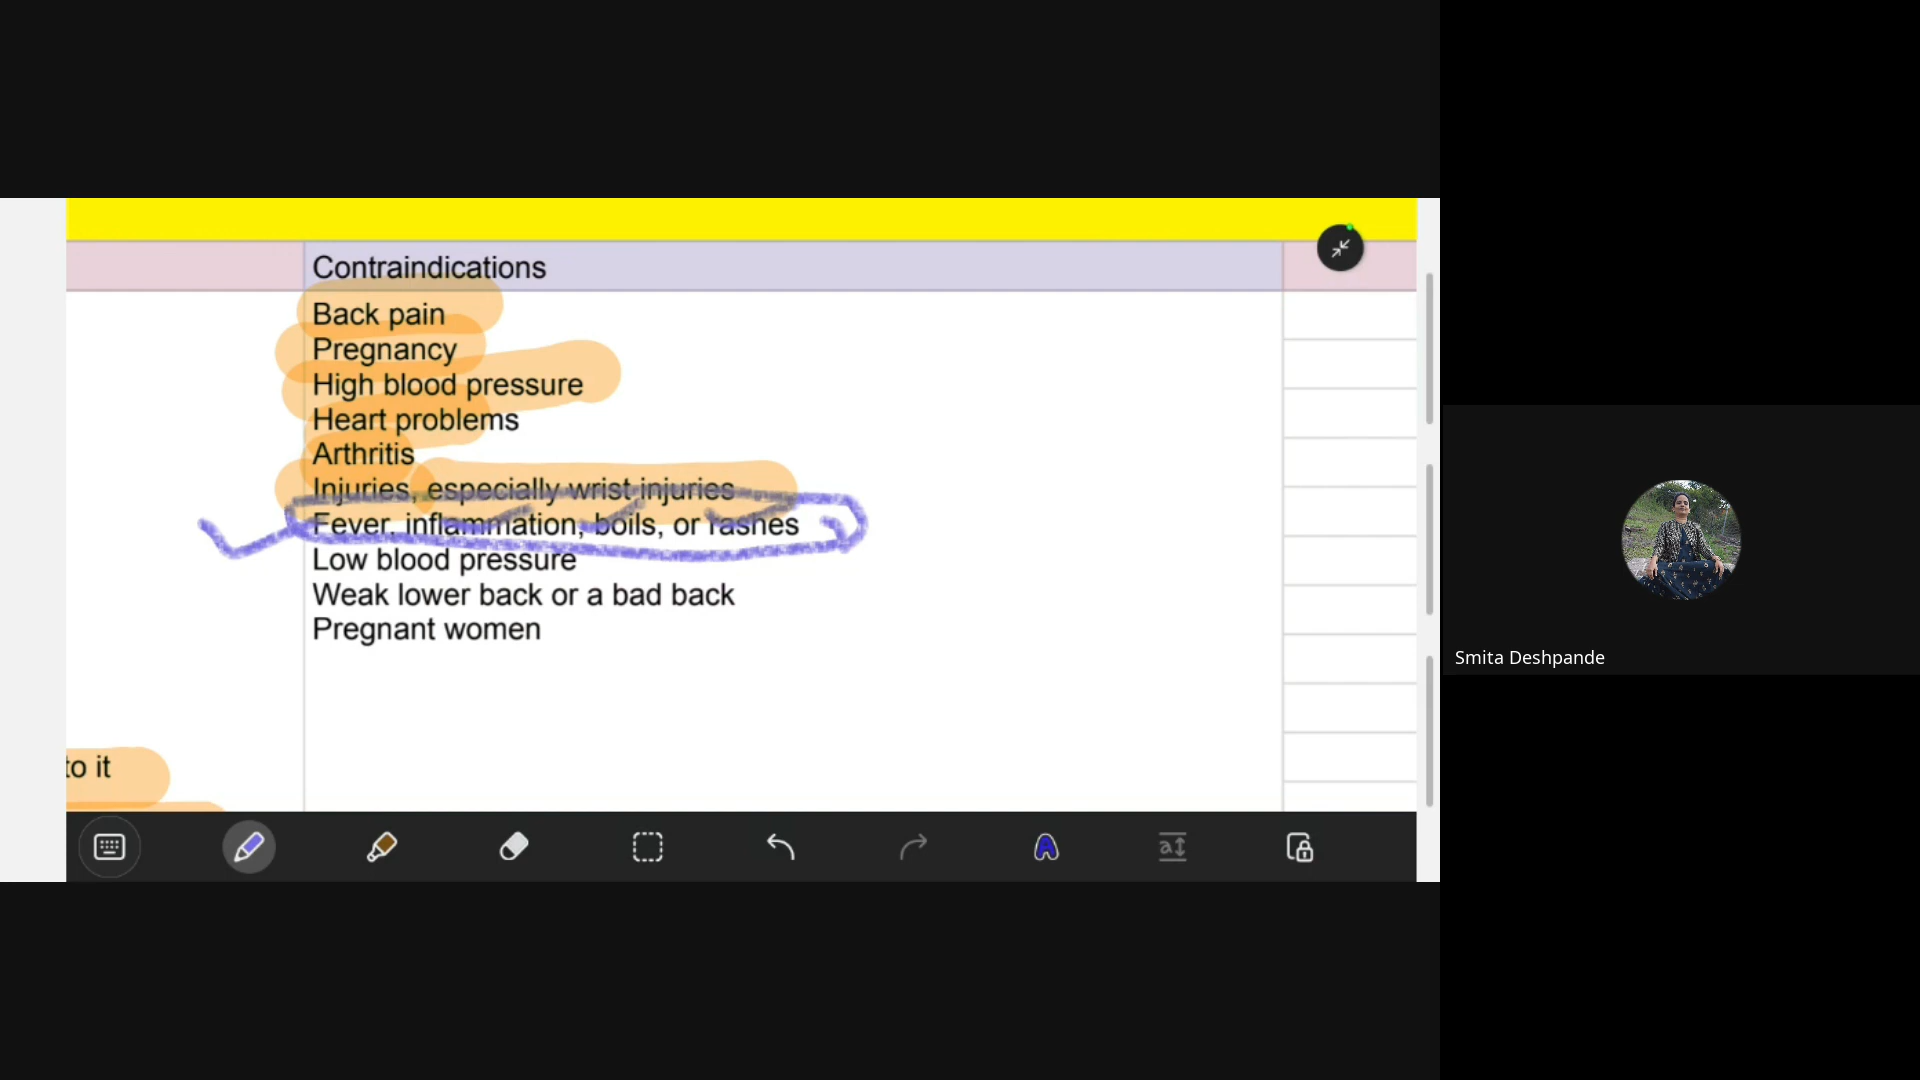 Contraindications
Back pain
Pregnancy
High blood pressure
Heart problems
Arthritis
Injuries, especially wrist injuries
Fever, inflammation, boils, or rashes
Low blood pressure
Weak lower back or a bad back
Pregnant women
to it
Smita Deshpande